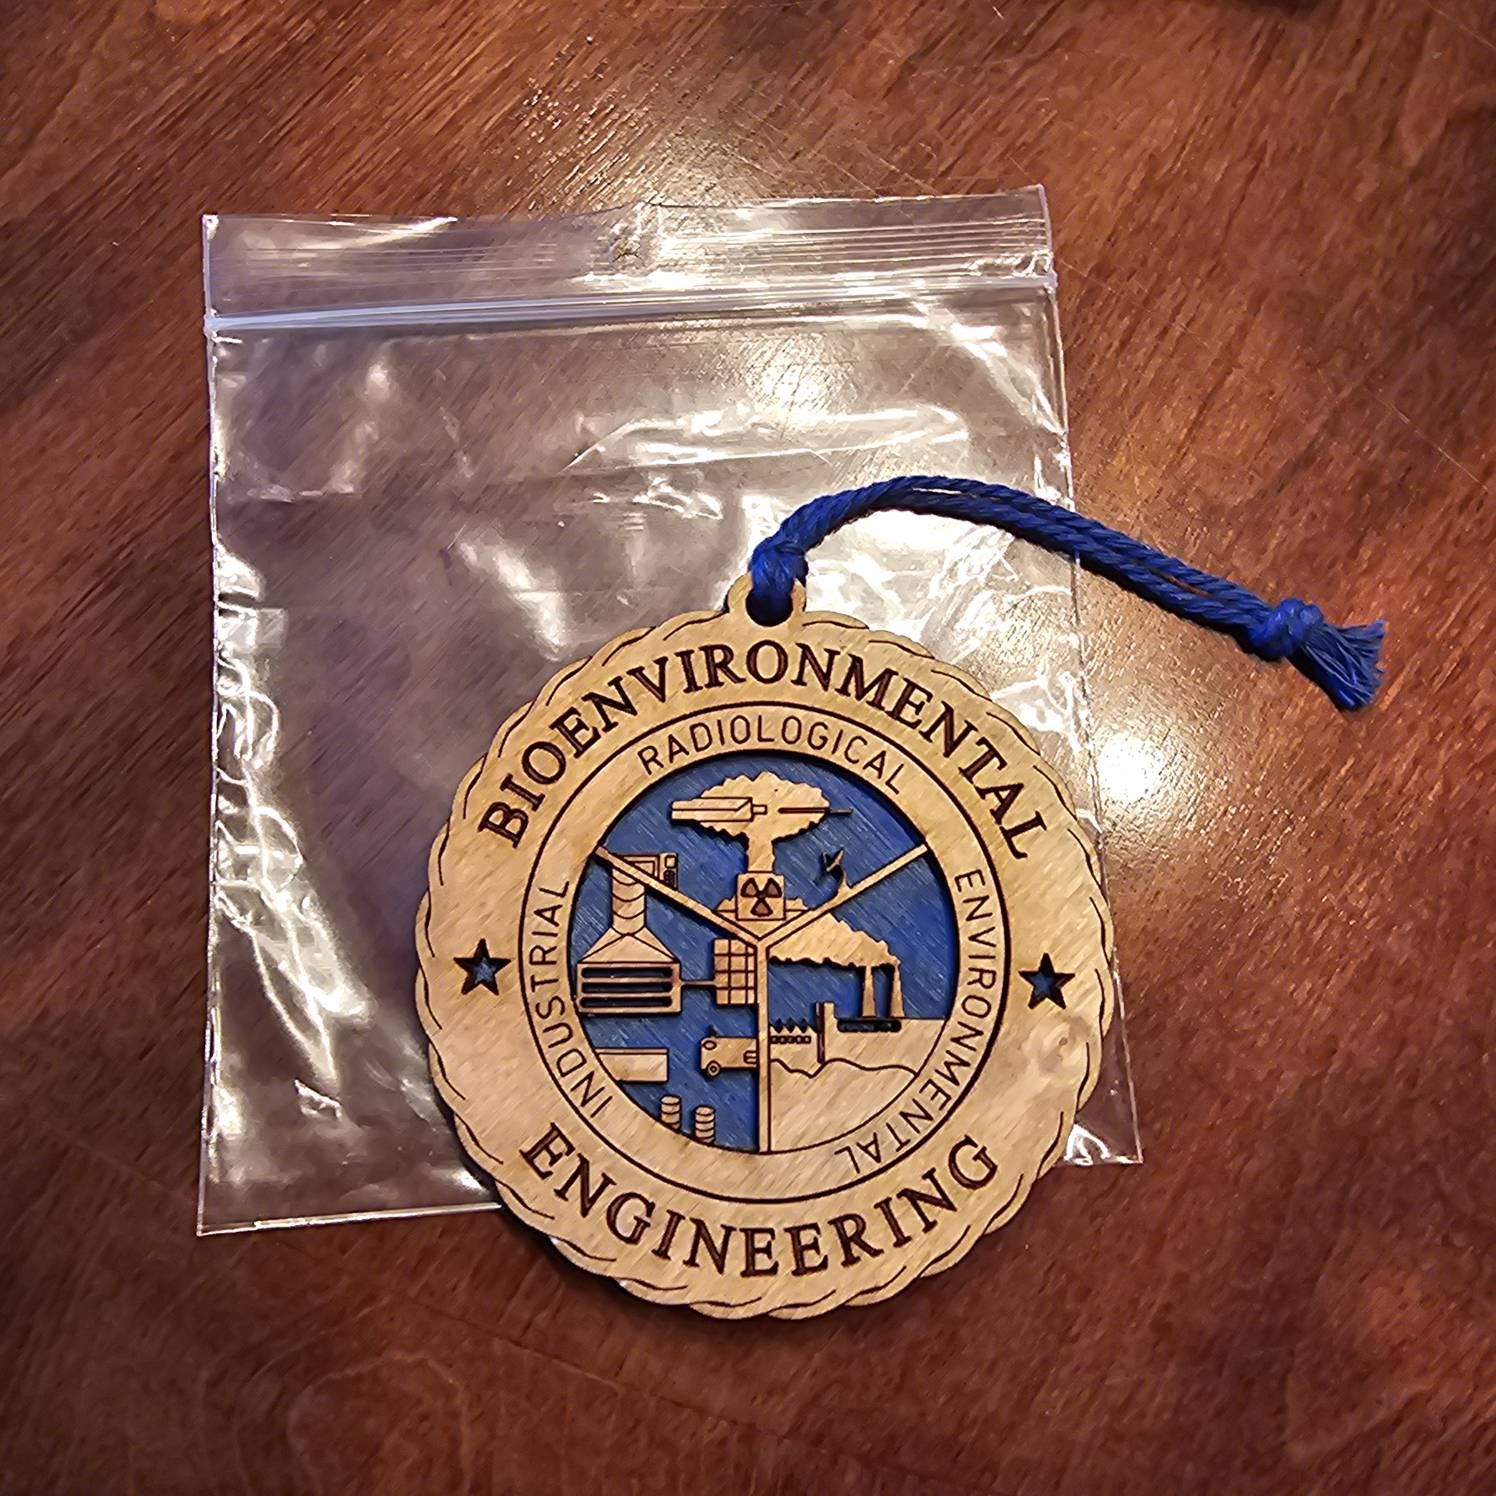 BIOENVIRONMENTAL
RADIOLOGICAL
INDUSTRIAL
ENVIRONMENTAL
ENGINEERING